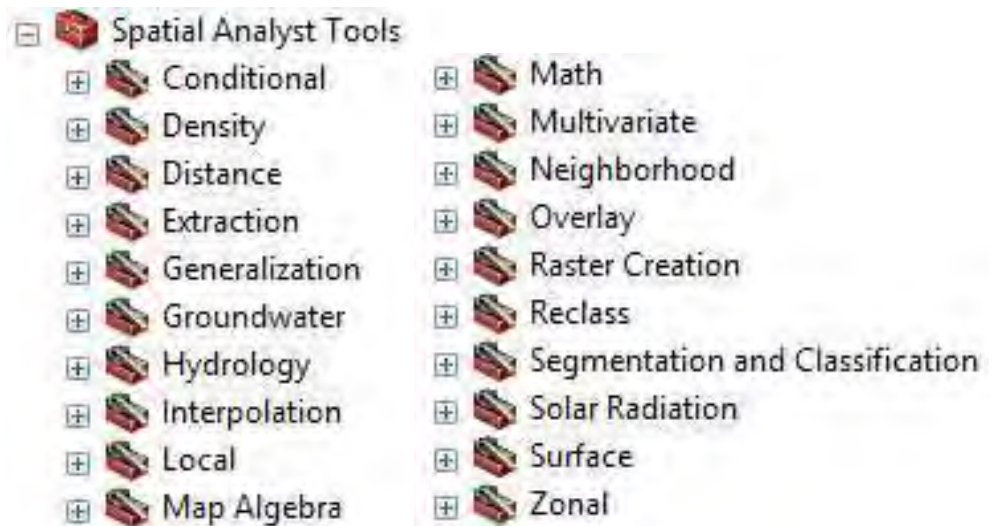 Spatial Analyst Tools
Conditional
Density
Distance
Extraction
Generalization
Groundwater
Hydrology
Interpolation
Local
Map Algebra
Math
Multivariate
Neighborhood
Overlay
Raster Creation
Reclass
Segmentation and Classification
Solar Radiation
Surface
Zonal